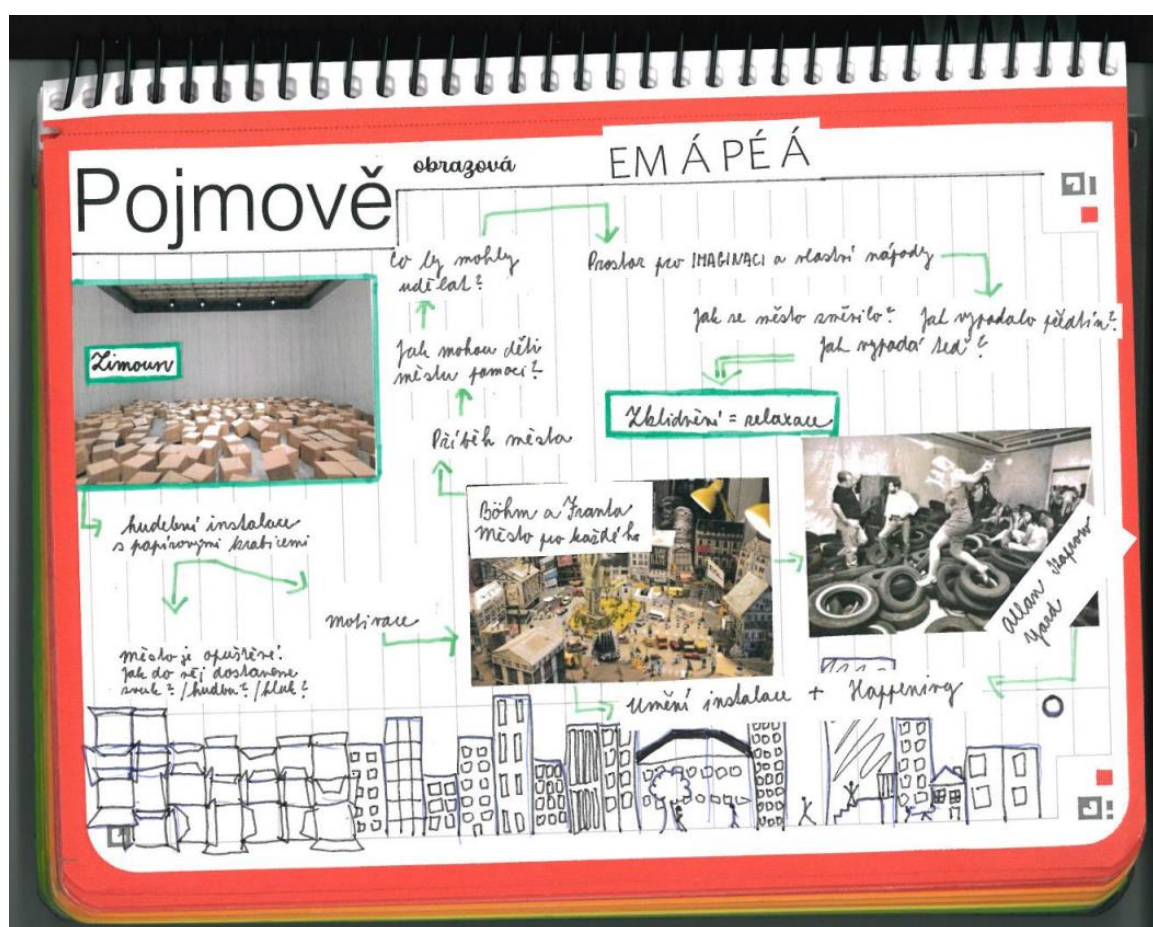 Pojmově
obrazová
EM Á PÉ Á
Co by mohly
udělat?
Prostor pro IMAGINACI a vlastní nápady
Jak mohou děti
městu pomoci?
Jak se město změnilo? Jak vypadalo předtím?
Jak vypadá teď?
Zimoun
Příběh města
Zklidnění = relaxace
Böhm a Franta
Město pro každého
hudební instalace
s papírovými krabicemi
motivace
Město je opuštěné.
Jak do něj dostaneme
zvuk? / hudbu? / hluk?
Allan Kaprow
Yard
Umění instalace + Happening